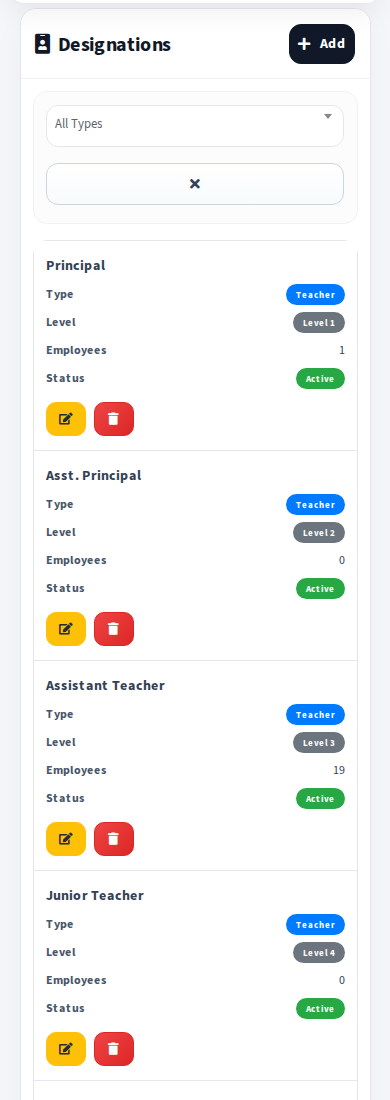 Designations
Add
All Types
Principal
Type Teacher
Level Level 1
Employees 1
Status Active
Asst. Principal
Type Teacher
Level Level 2
Employees 0
Status Active
Assistant Teacher
Type Teacher
Level Level 3
Employees 19
Status Active
Junior Teacher
Type Teacher
Level Level 4
Employees 0
Status Active